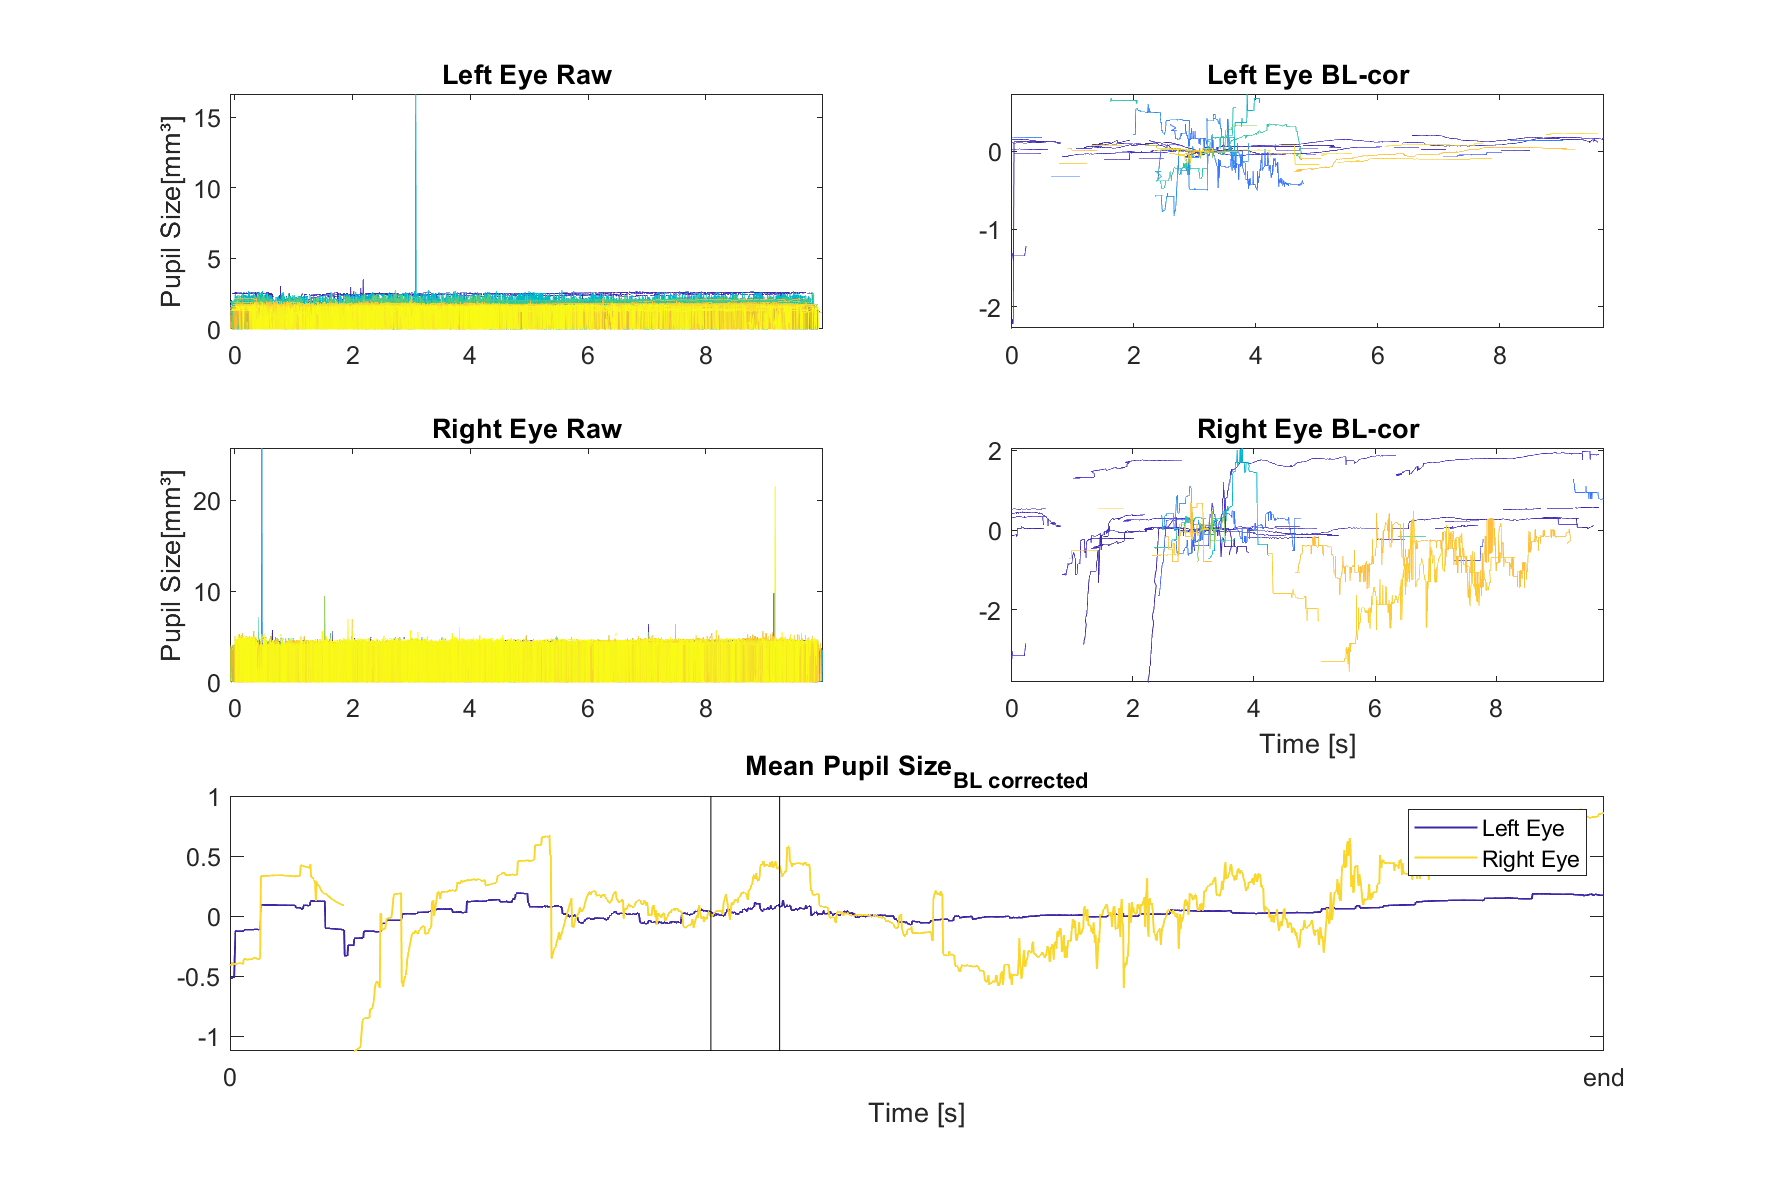 Left Eye Raw
Pupil Size[mm³]
15
10
5
0
0 2 4 6 8
Left Eye BL-cor
0
-1
-2
0 2 4 6 8
Right Eye Raw
Pupil Size[mm³]
20
10
0
0 2 4 6 8
Right Eye BL-cor
2
0
-2
0 2 4 6 8
Time [s]
Mean Pupil Size BL corrected
1
0.5
0
-0.5
-1
Left Eye
Right Eye
0 end
Time [s]